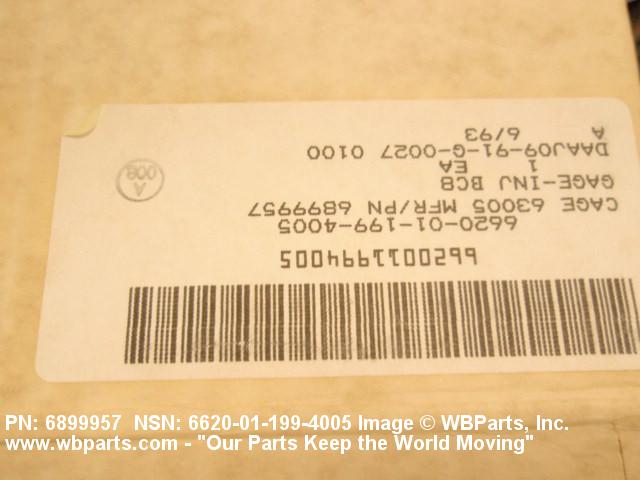 6620011994005
6620-01-199-4005
CAGE 63005 MFR/PN 6899957
GAGE-INJ BCB
1 EA
DAAJ09-91-G-0027 0100
A 6/93
A
002
PN: 6899957 NSN: 6620-01-199-4005 Image © WBParts, Inc.
www.wbparts.com - "Our Parts Keep the World Moving"